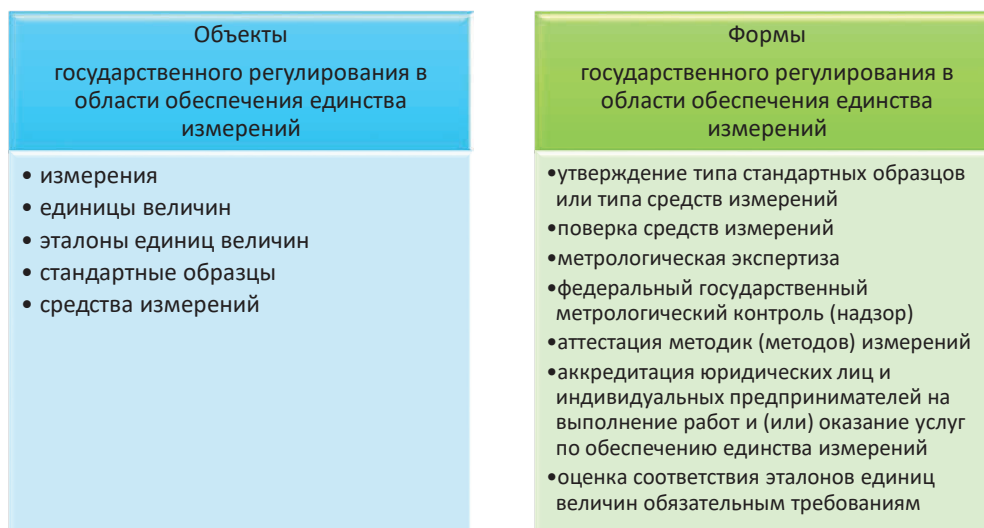 Объекты
государственного регулирования в
области обеспечения единства
измерений
• измерения
• единицы величин
• эталоны единиц величин
• стандартные образцы
• средства измерений
Формы
государственного регулирования в
области обеспечения единства
измерений
•утверждение типа стандартных образцов
или типа средств измерений
•поверка средств измерений
•метрологическая экспертиза
•федеральный государственный
метрологический контроль (надзор)
•аттестация методик (методов) измерений
•аккредитация юридических лиц и
индивидуальных предпринимателей на
выполнение работ и (или) оказание услуг
по обеспечению единства измерений
•оценка соответствия эталонов единиц
величин обязательным требованиям